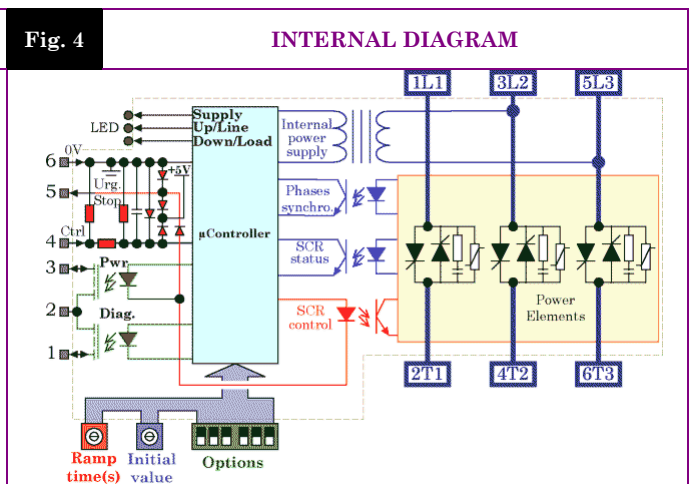 Fig. 4
INTERNAL DIAGRAM
1L1
3L2
5L3
Supply
LED
Up/Line
Down/Load
Internal
power
supply
0V
6
+5V
Urg.
5
Stop
Phases
synchro.
Ctrl
4
µController
SCR
status
3
Pwr
2
Diag.
SCR
control
Power
Elements
1
2T1
4T2
6T3
Ramp
time(s)
Initial
value
Options